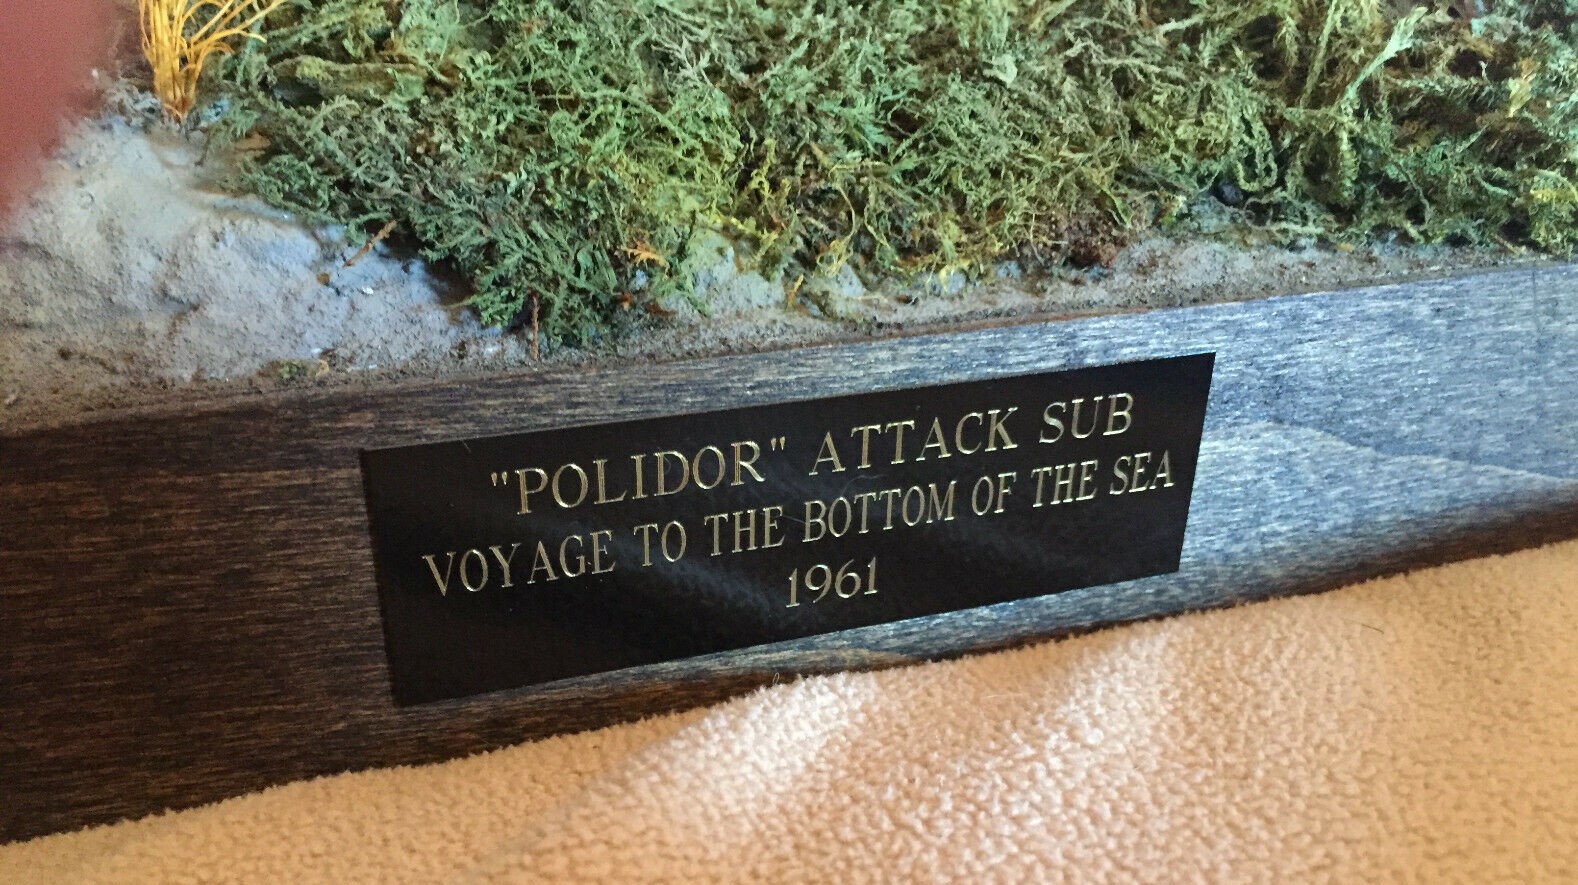 "POLIDOR" ATTACK SUB
VOYAGE TO THE BOTTOM OF THE SEA
1961